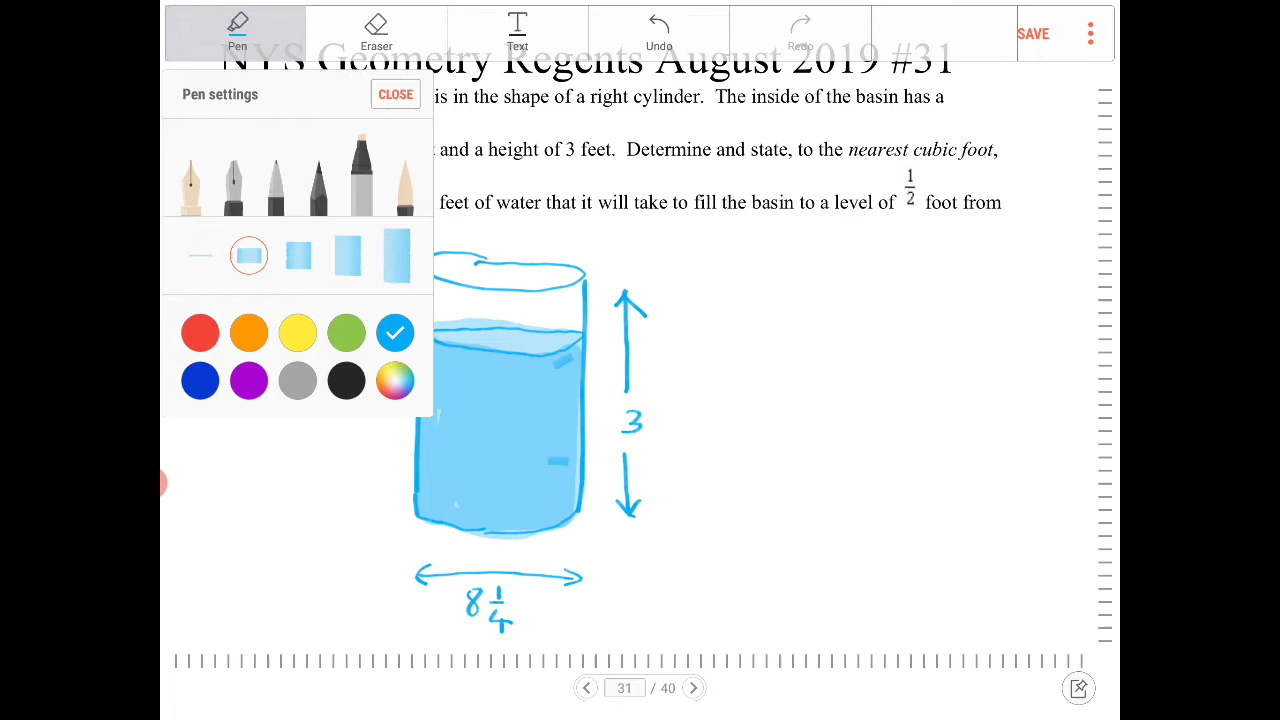 Pen
Eraser
Text
Undo
Redo
SAVE
NYS Geometry Regents August 2019 #31
Pen settings
CLOSE
is in the shape of a right cylinder. The inside of the basin has a
and a height of 3 feet. Determine and state, to the nearest cubic foot,
feet of water that it will take to fill the basin to a level of 1/2 foot from
3
8 1/4
31 / 40